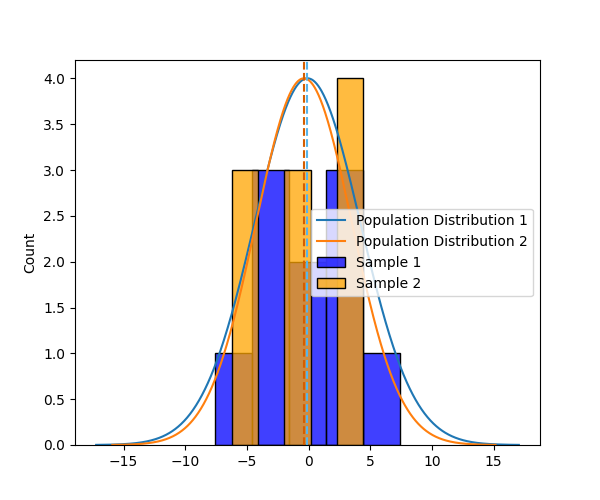 4.0
3.5
3.0
2.5
2.0
1.5
1.0
0.5
0.0
Count
Population Distribution 1
Population Distribution 2
Sample 1
Sample 2
−15 −10 −5 0 5 10 15